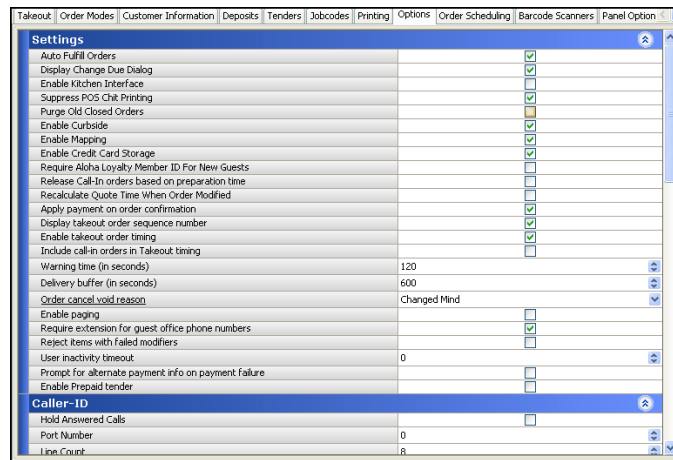 Takeout Order Modes Customer Information Deposits Tenders Jobcodes Printing Options Order Scheduling Barcode Scanners Panel Option
Settings
Auto Fulfill Orders
Display Change Due Dialog
Enable Kitchen Interface
Suppress POS Chit Printing
Purge Old Closed Orders
Enable Curbside
Enable Mapping
Enable Credit Card Storage
Require Aloha Loyalty Member ID For New Guests
Release Call-In orders based on preparation time
Recalculate Quote Time When Order Modified
Apply payment on order confirmation
Display takeout order sequence number
Enable takeout order timing
Include call-in orders in Takeout timing
Warning time (in seconds) 120
Delivery buffer (in seconds) 600
Order cancel void reason Changed Mind
Enable paging
Require extension for guest office phone numbers
Reject items with failed modifiers
User inactivity timeout 0
Prompt for alternate payment info on payment failure
Enable Prepaid tender
Caller-ID
Hold Answered Calls
Port Number 0
Line Count 8